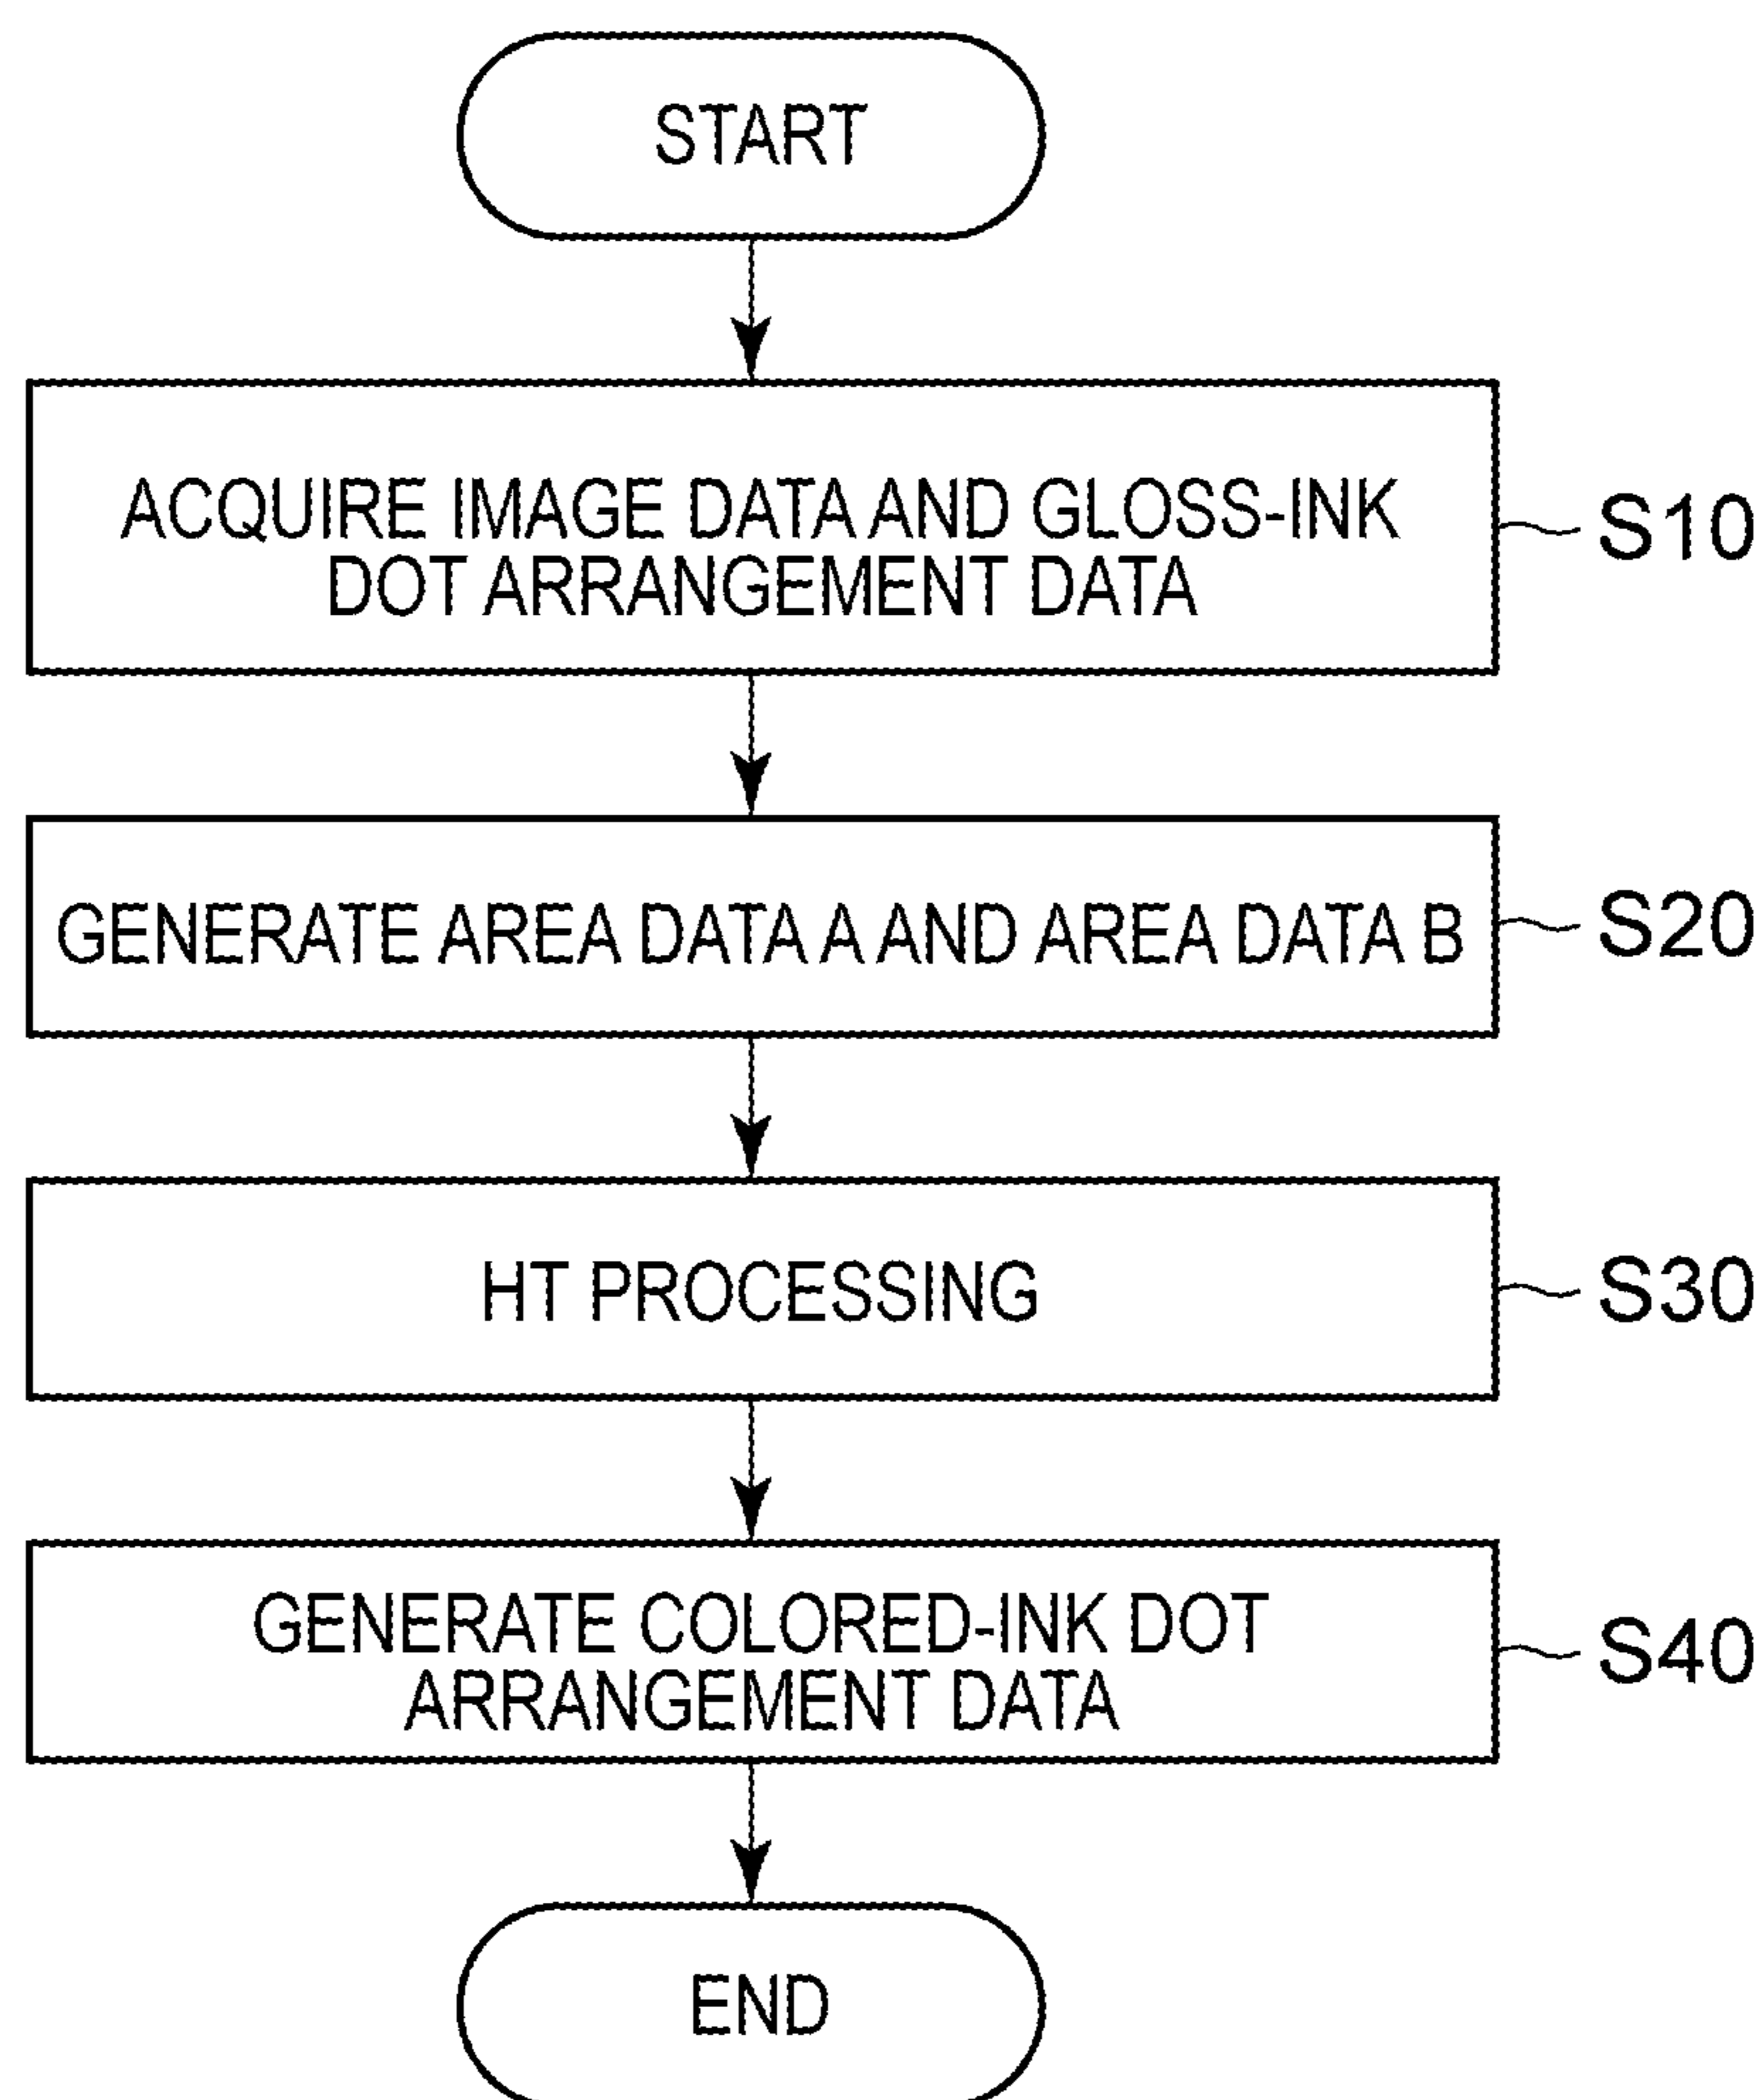 START
ACQUIRE IMAGE DATA AND GLOSS-INK
DOT ARRANGEMENT DATA
S10
GENERATE AREA DATA A AND AREA DATA B
S20
HT PROCESSING
S30
GENERATE COLORED-INK DOT
ARRANGEMENT DATA
S40
END